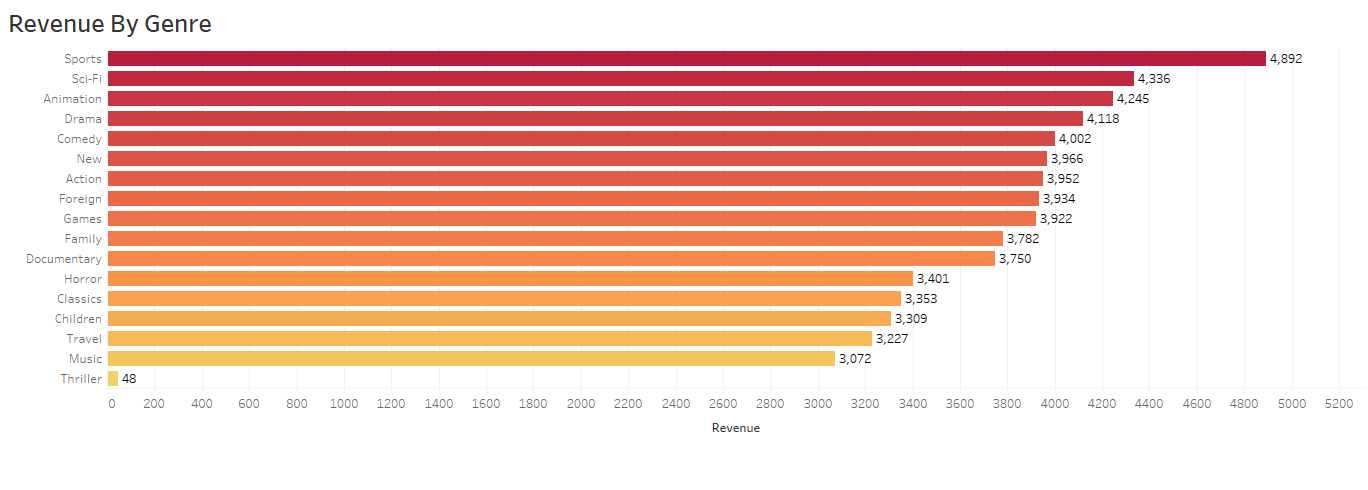 Revenue By Genre
Sports 4,892
Sci-Fi 4,336
Animation 4,245
Drama 4,118
Comedy 4,002
New 3,966
Action 3,952
Foreign 3,934
Games 3,922
Family 3,782
Documentary 3,750
Horror 3,401
Classics 3,353
Children 3,309
Travel 3,227
Music 3,072
Thriller 48
0 200 400 600 800 1000 1200 1400 1600 1800 2000 2200 2400 2600 2800 3000 3200 3400 3600 3800 4000 4200 4400 4600 4800 5000 5200
Revenue